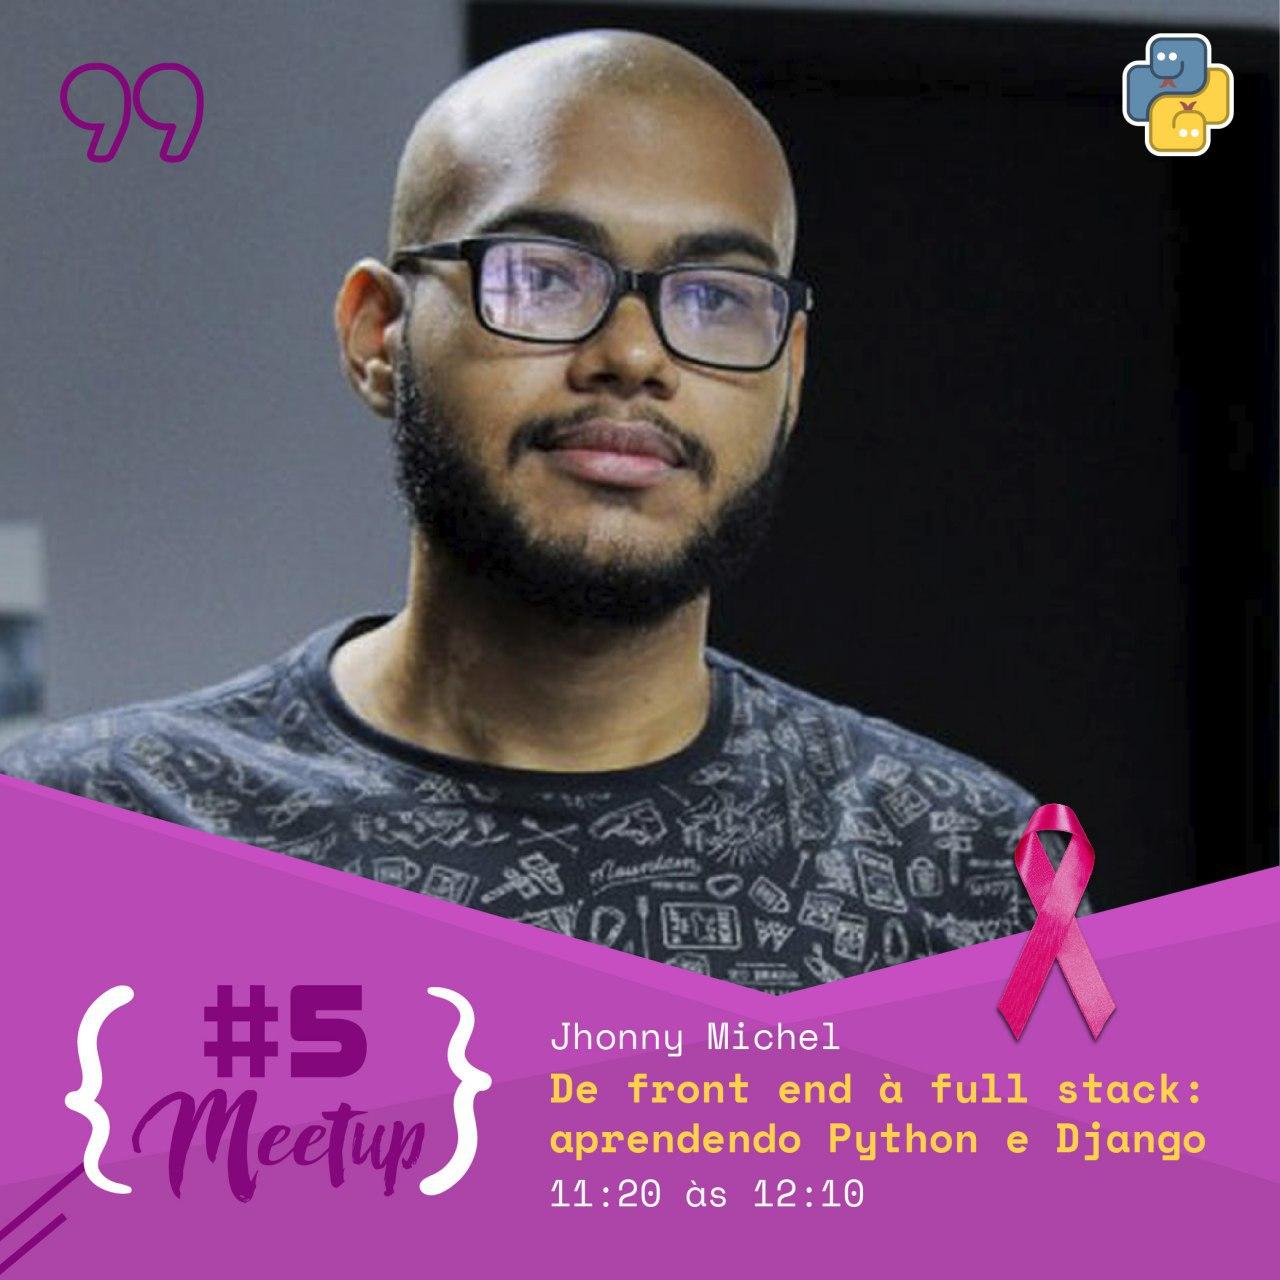 #5
Meetup
Jhonny Michel
De front end à full stack:
aprendendo Python e Django
11:20 às 12:10